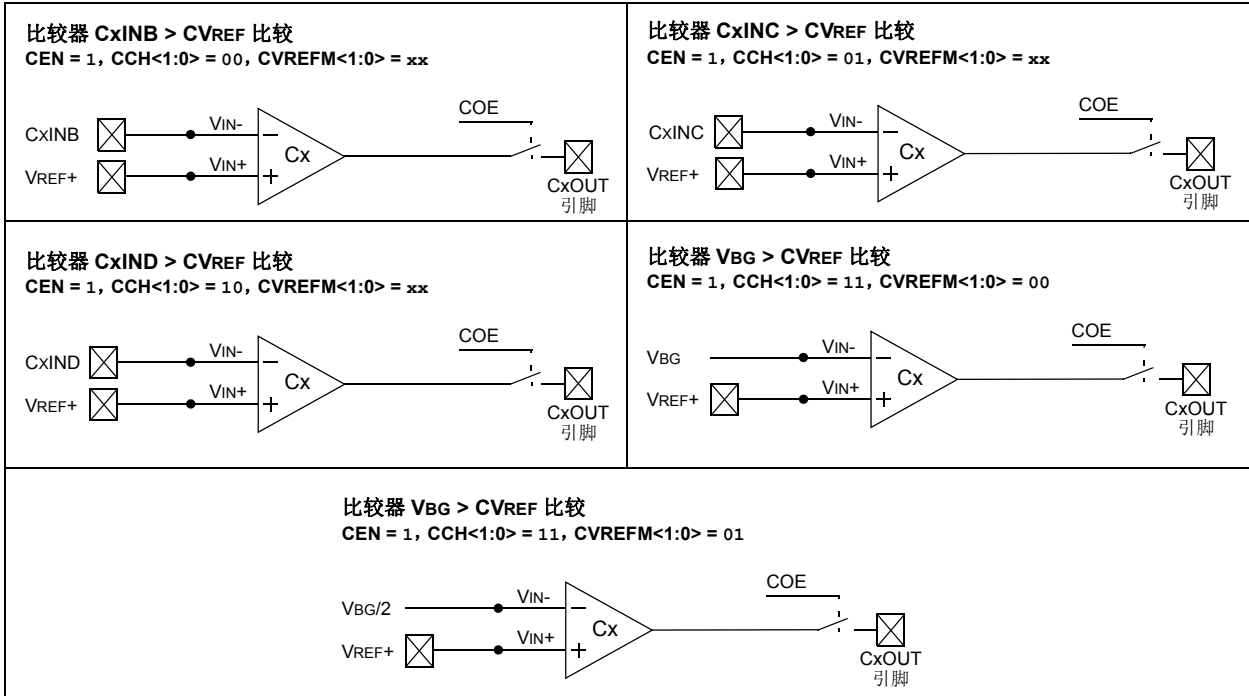 比较器 CxINB > CVREF 比较
CEN = 1，CCH<1:0> = 00，CVREFM<1:0> = xx
COE
CxINB
VIN-
VREF+
VIN+
Cx
CxOUT
引脚
比较器 CxINC > CVREF 比较
CEN = 1，CCH<1:0> = 01，CVREFM<1:0> = xx
COE
CxINC
VIN-
VREF+
VIN+
Cx
CxOUT
引脚
比较器 CxIND > CVREF 比较
CEN = 1，CCH<1:0> = 10，CVREFM<1:0> = xx
COE
CxIND
VIN-
VREF+
VIN+
Cx
CxOUT
引脚
比较器 VBG > CVREF 比较
CEN = 1，CCH<1:0> = 11，CVREFM<1:0> = 00
COE
VBG
VIN-
VREF+
VIN+
Cx
CxOUT
引脚
比较器 VBG > CVREF 比较
CEN = 1，CCH<1:0> = 11，CVREFM<1:0> = 01
COE
VBG/2
VIN-
VREF+
VIN+
Cx
CxOUT
引脚